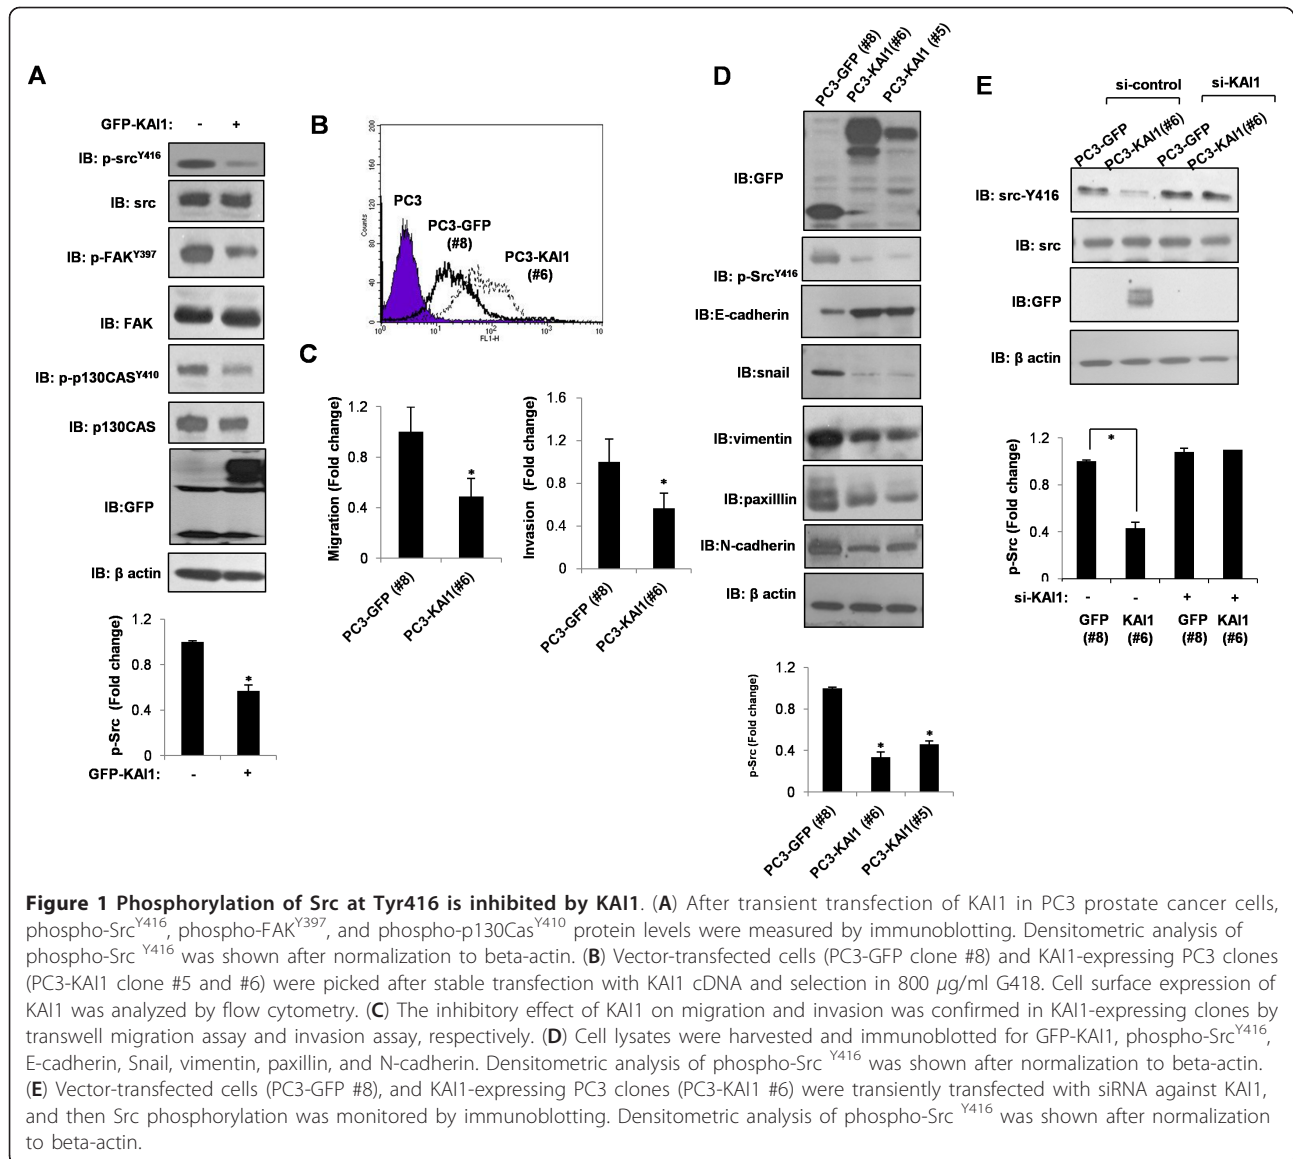 A
GFP-KAI1: - +
IB: p-srcY416
IB: src
IB: p-FAKY397
IB: FAK
IB: p-p130CASY410
IB: p130CAS
IB:GFP
IB: β actin
p-Src (Fold change)
1.2
0.8
0.4
0
*
GFP-KAI1: - +
B
Counts
200
160
120
80
40
0
PC3
PC3-GFP
(#8)
PC3-KAI1
(#6)
FL1-H
C
Migration (Fold change)
1.2
0.8
0.4
0
*
PC3-GFP (#8)
PC3-KAI1(#6)
Invasion (Fold change)
1.6
1.2
0.8
0.4
0
*
PC3-GFP (#8)
PC3-KAI1(#6)
D
PC3-GFP (#8)
PC3-KAI1(#6)
PC3-KAI1 (#5)
IB:GFP
IB: p-SrcY416
IB:E-cadherin
IB:snail
IB:vimentin
IB:paxilllin
IB:N-cadherin
IB: β actin
p-Src (Fold change)
1.2
0.8
0.4
0
* *
PC3-GFP (#8)
PC3-KAI1 (#6)
PC3-KAI1(#5)
E
si-control si-KAI1
PC3-GFP
PC3-KAI1(#6)
PC3-GFP
PC3-KAI1(#6)
IB: src-Y416
IB: src
IB:GFP
IB: β actin
p-Src (Fold change)
1.2
0.8
0.4
0
*
si-KAI1: - - + +
GFP KAI1 GFP KAI1
(#8) (#6) (#8) (#6)
Figure 1 Phosphorylation of Src at Tyr416 is inhibited by KAI1. (A) After transient transfection of KAI1 in PC3 prostate cancer cells,
phospho-SrcY416, phospho-FAKY397, and phospho-p130CasY410 protein levels were measured by immunoblotting. Densitometric analysis of
phospho-Src Y416 was shown after normalization to beta-actin. (B) Vector-transfected cells (PC3-GFP clone #8) and KAI1-expressing PC3 clones
(PC3-KAI1 clone #5 and #6) were picked after stable transfection with KAI1 cDNA and selection in 800 μg/ml G418. Cell surface expression of
KAI1 was analyzed by flow cytometry. (C) The inhibitory effect of KAI1 on migration and invasion was confirmed in KAI1-expressing clones by
transwell migration assay and invasion assay, respectively. (D) Cell lysates were harvested and immunoblotted for GFP-KAI1, phospho-SrcY416,
E-cadherin, Snail, vimentin, paxillin, and N-cadherin. Densitometric analysis of phospho-Src Y416 was shown after normalization to beta-actin.
(E) Vector-transfected cells (PC3-GFP #8), and KAI1-expressing PC3 clones (PC3-KAI1 #6) were transiently transfected with siRNA against KAI1,
and then Src phosphorylation was monitored by immunoblotting. Densitometric analysis of phospho-Src Y416 was shown after normalization
to beta-actin.